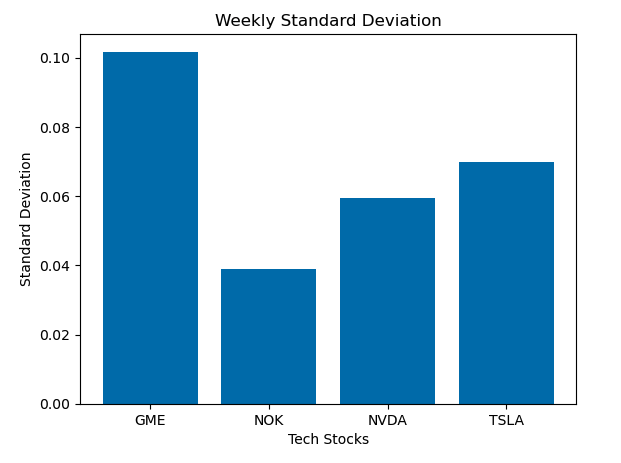 Weekly Standard Deviation
Standard Deviation
0.10
0.08
0.06
0.04
0.02
0.00
GME NOK NVDA TSLA
Tech Stocks